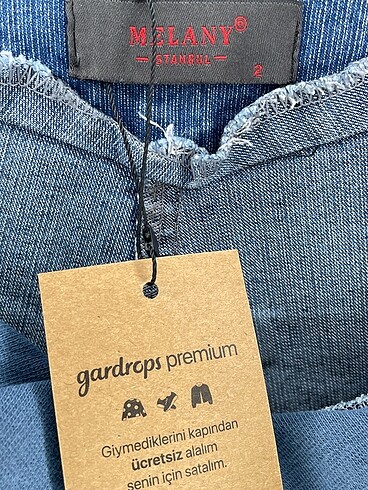 MELANY®
ISTANBUL
2
gardrops premium
Giymediklerini kapından
ücretsiz alalım
senin için satalım.